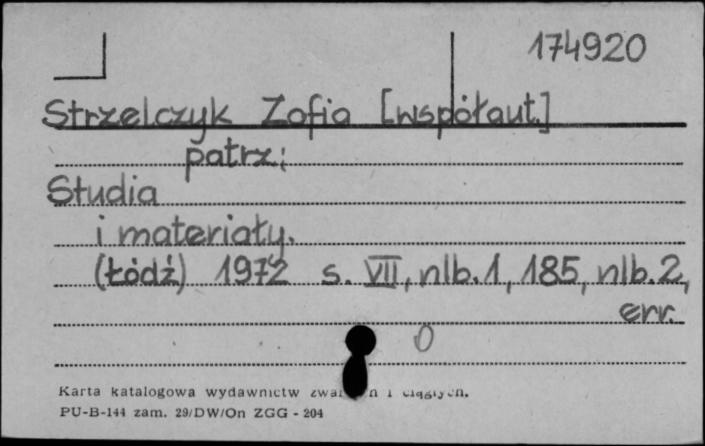 174920
Strzelczyk Zofia [współaut.]
patrz:
Studia
i materiały.
(Łódź) 1972 s. VII, nlb. 1, 185, nlb. 2,
err.
0
Karta katalogowa wydawnictw i ciągłych.
PU-B-144 zam. 29/DW/On ZGG - 204